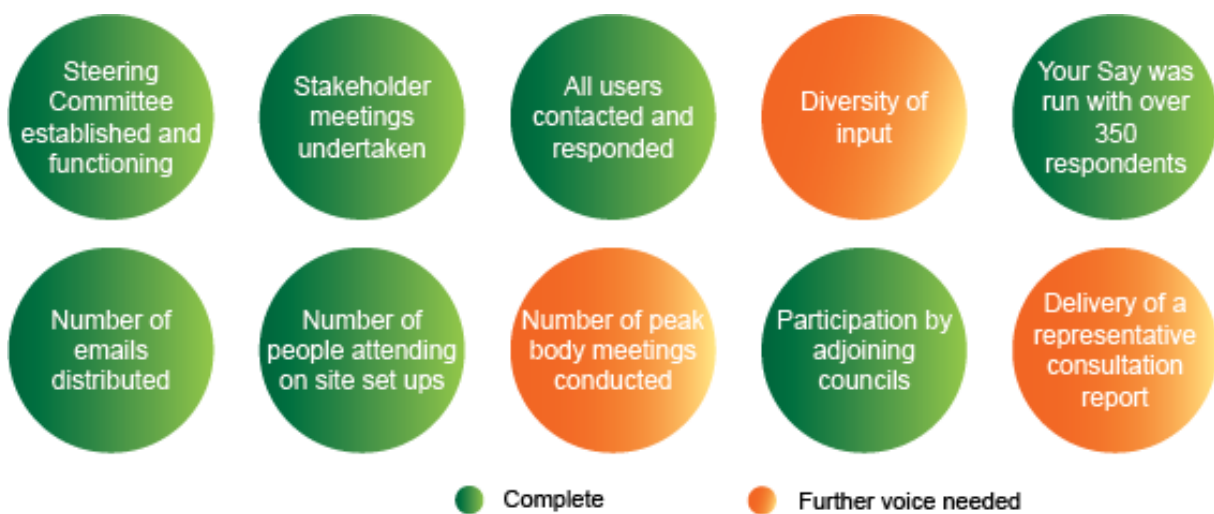 Steering
Committee
established and
functioning
Stakeholder
meetings
undertaken
All users
contacted and
responded
Diversity of
input
Your Say was
run with over
350
respondents
Number of
emails
distributed
Number of
people attending
on site set ups
Number of peak
body meetings
conducted
Participation by
adjoining
councils
Delivery of a
representative
consultation
report
Complete
Further voice needed